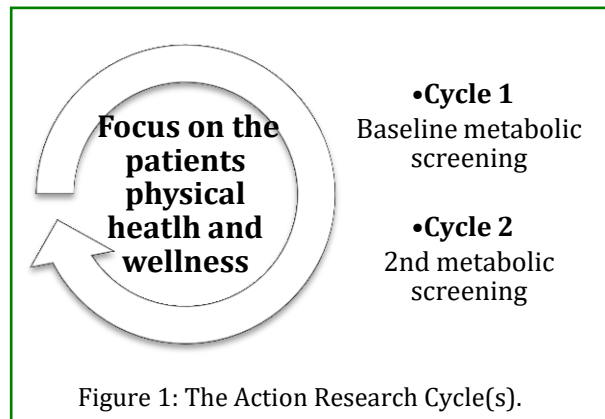 Focus on the
patients
physical
heatlh and
wellness
•Cycle 1
Baseline metabolic
screening
•Cycle 2
2nd metabolic
screening
Figure 1: The Action Research Cycle(s).